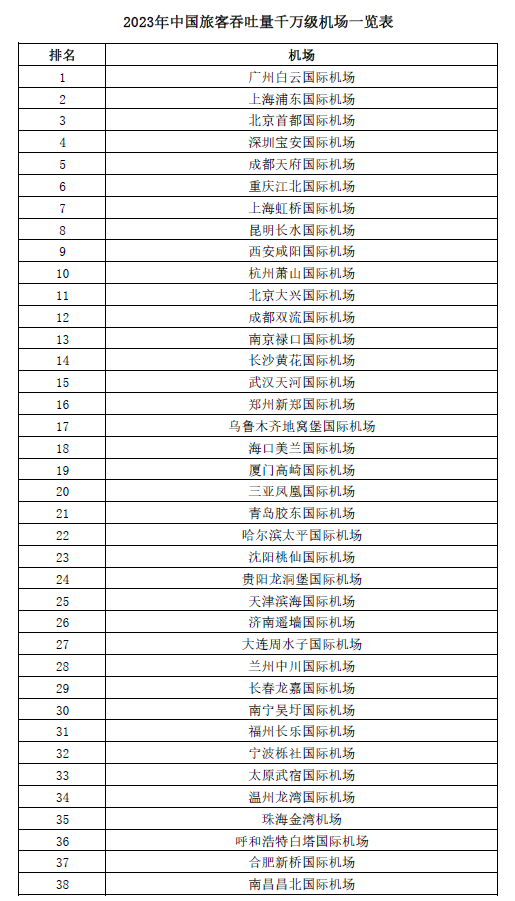 2023年中国旅客吞吐量千万级机场一览表
排名 机场
1 广州白云国际机场
2 上海浦东国际机场
3 北京首都国际机场
4 深圳宝安国际机场
5 成都天府国际机场
6 重庆江北国际机场
7 上海虹桥国际机场
8 昆明长水国际机场
9 西安咸阳国际机场
10 杭州萧山国际机场
11 北京大兴国际机场
12 成都双流国际机场
13 南京禄口国际机场
14 长沙黄花国际机场
15 武汉天河国际机场
16 郑州新郑国际机场
17 乌鲁木齐地窝堡国际机场
18 海口美兰国际机场
19 厦门高崎国际机场
20 三亚凤凰国际机场
21 青岛胶东国际机场
22 哈尔滨太平国际机场
23 沈阳桃仙国际机场
24 贵阳龙洞堡国际机场
25 天津滨海国际机场
26 济南遥墙国际机场
27 大连周水子国际机场
28 兰州中川国际机场
29 长春龙嘉国际机场
30 南宁吴圩国际机场
31 福州长乐国际机场
32 宁波栎社国际机场
33 太原武宿国际机场
34 温州龙湾国际机场
35 珠海金湾机场
36 呼和浩特白塔国际机场
37 合肥新桥国际机场
38 南昌昌北国际机场